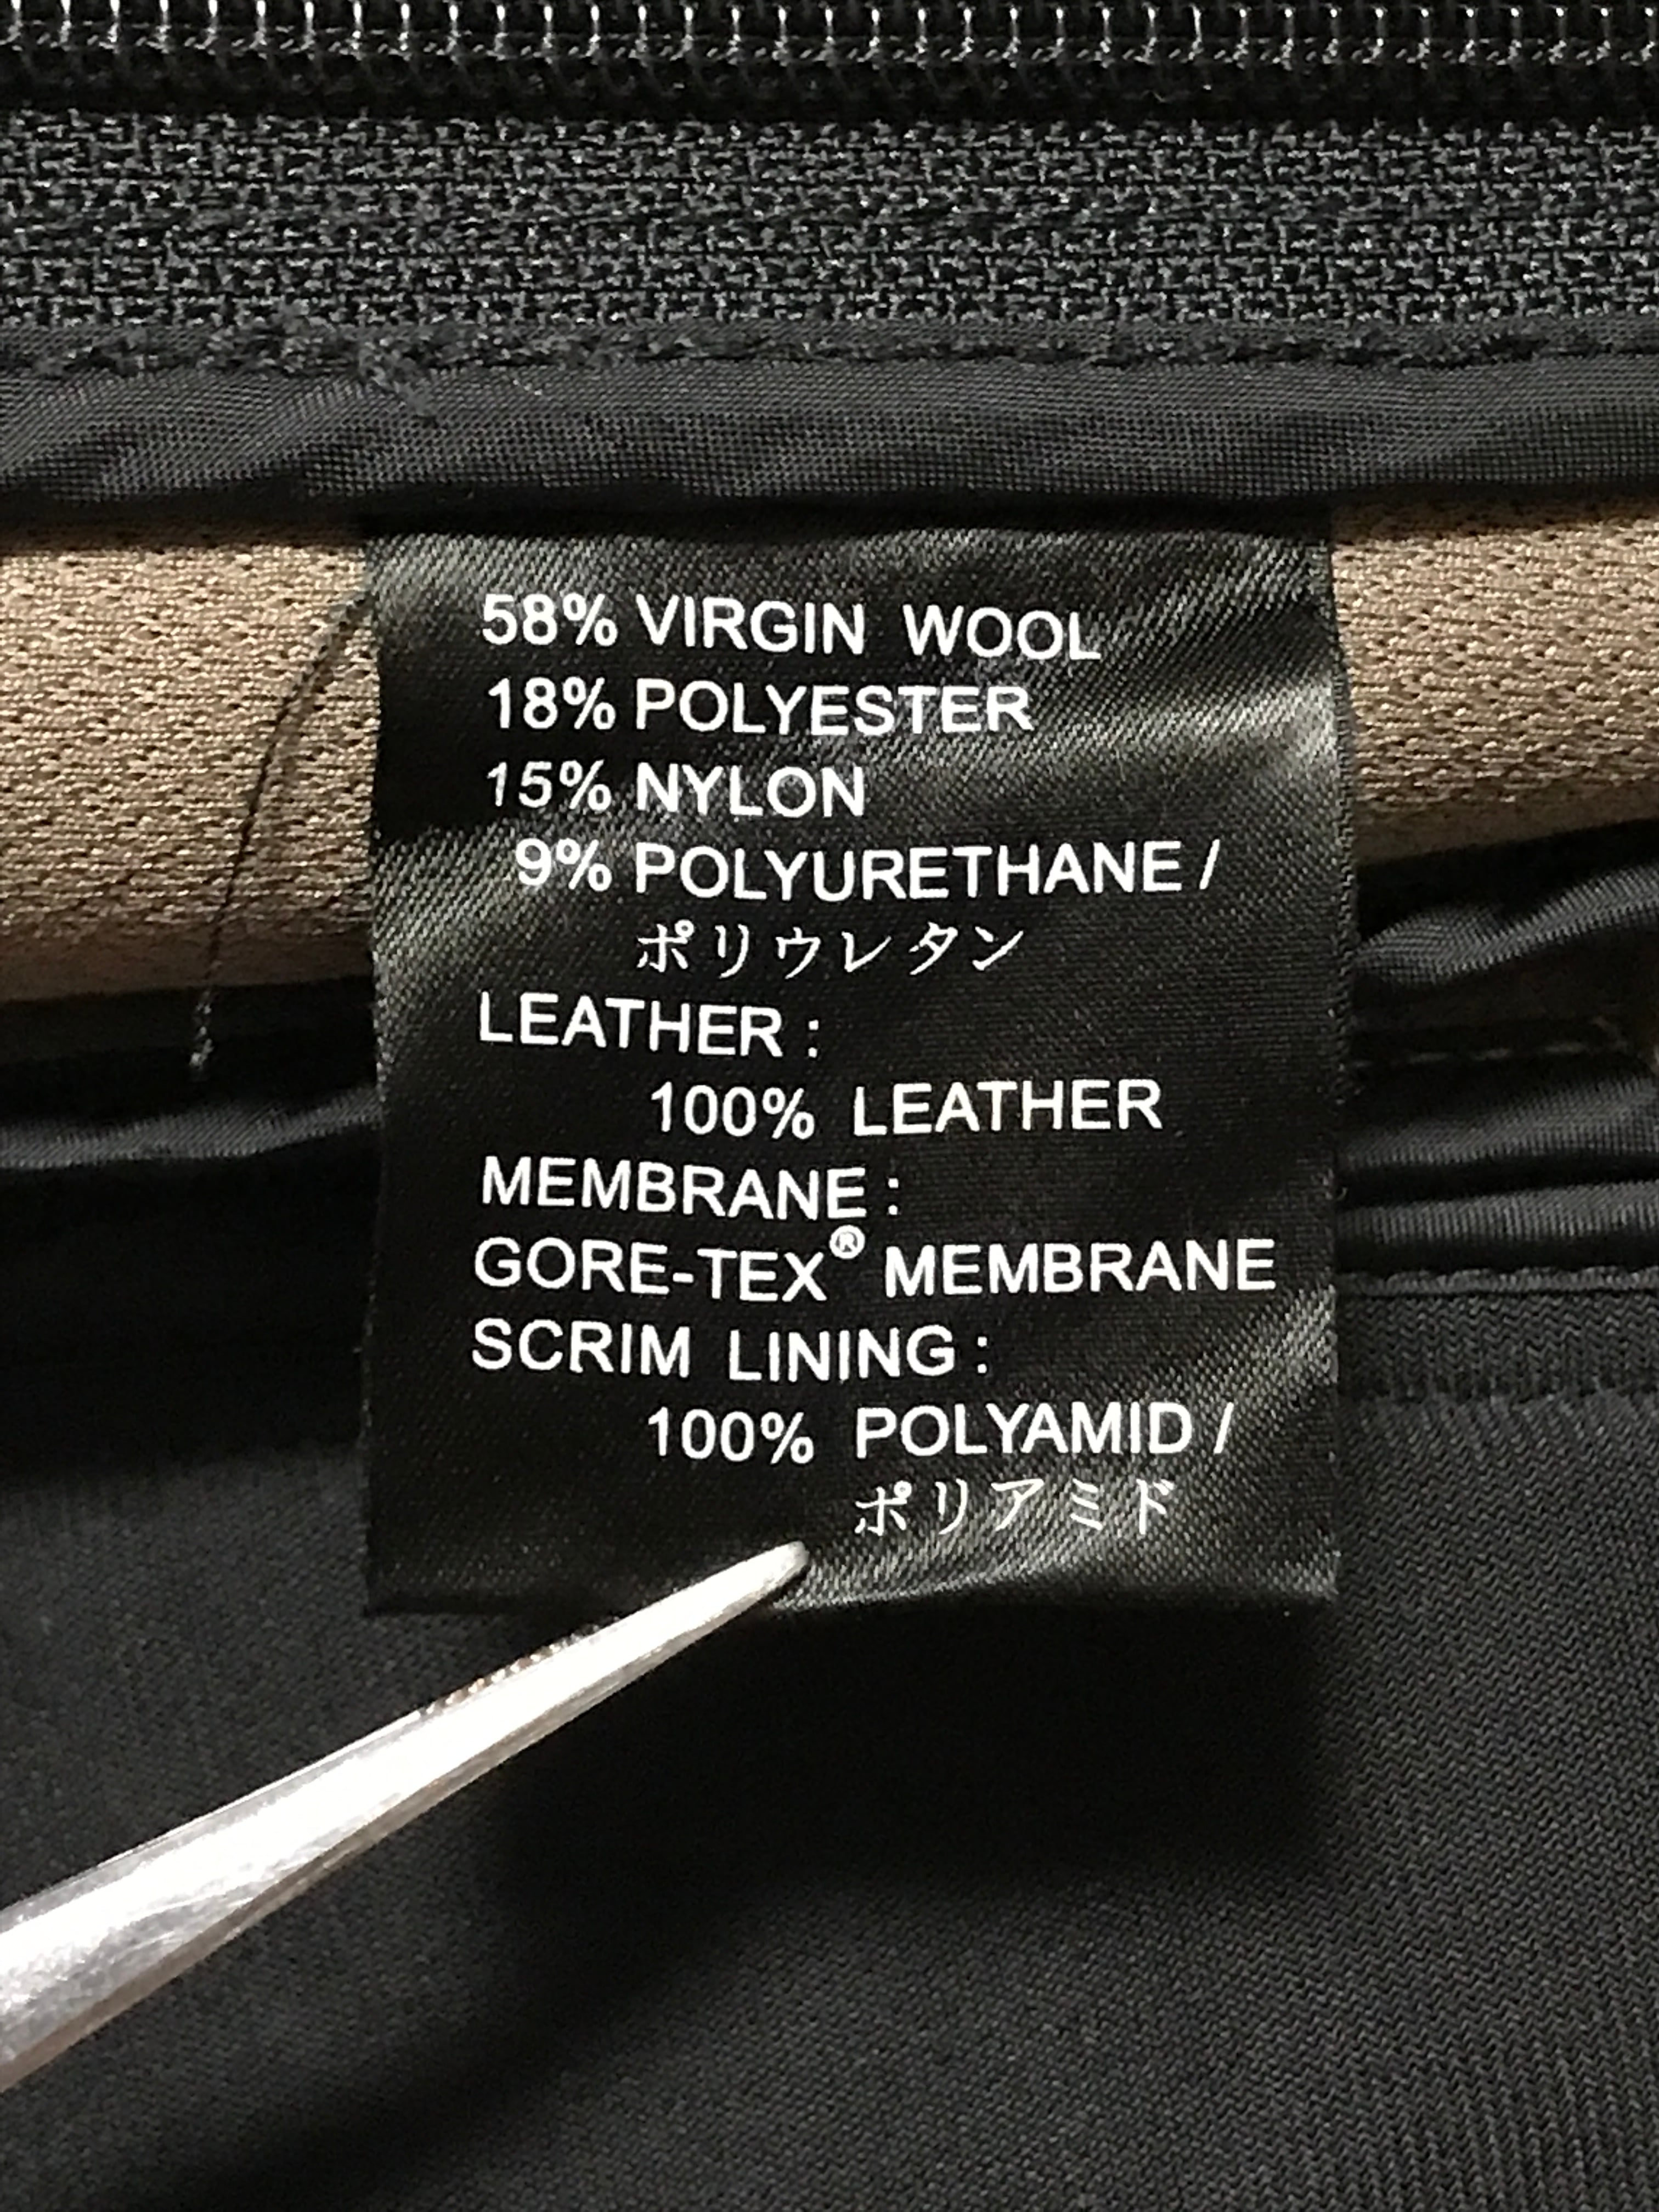 58% VIRGIN WOOL
18% POLYESTER
15% NYLON
9% POLYURETHANE /
ポリウレタン
LEATHER :
100% LEATHER
MEMBRANE :
GORE-TEX® MEMBRANE
SCRIM LINING :
100% POLYAMID /
ポリアミド